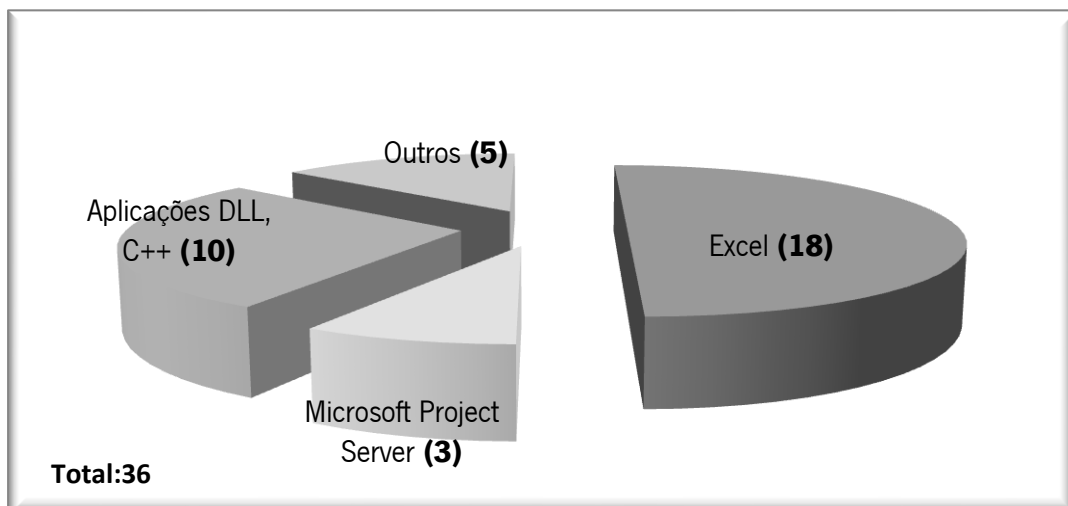 Outros (5)
Aplicações DLL,
C++ (10)
Excel (18)
Microsoft Project
Server (3)
Total:36